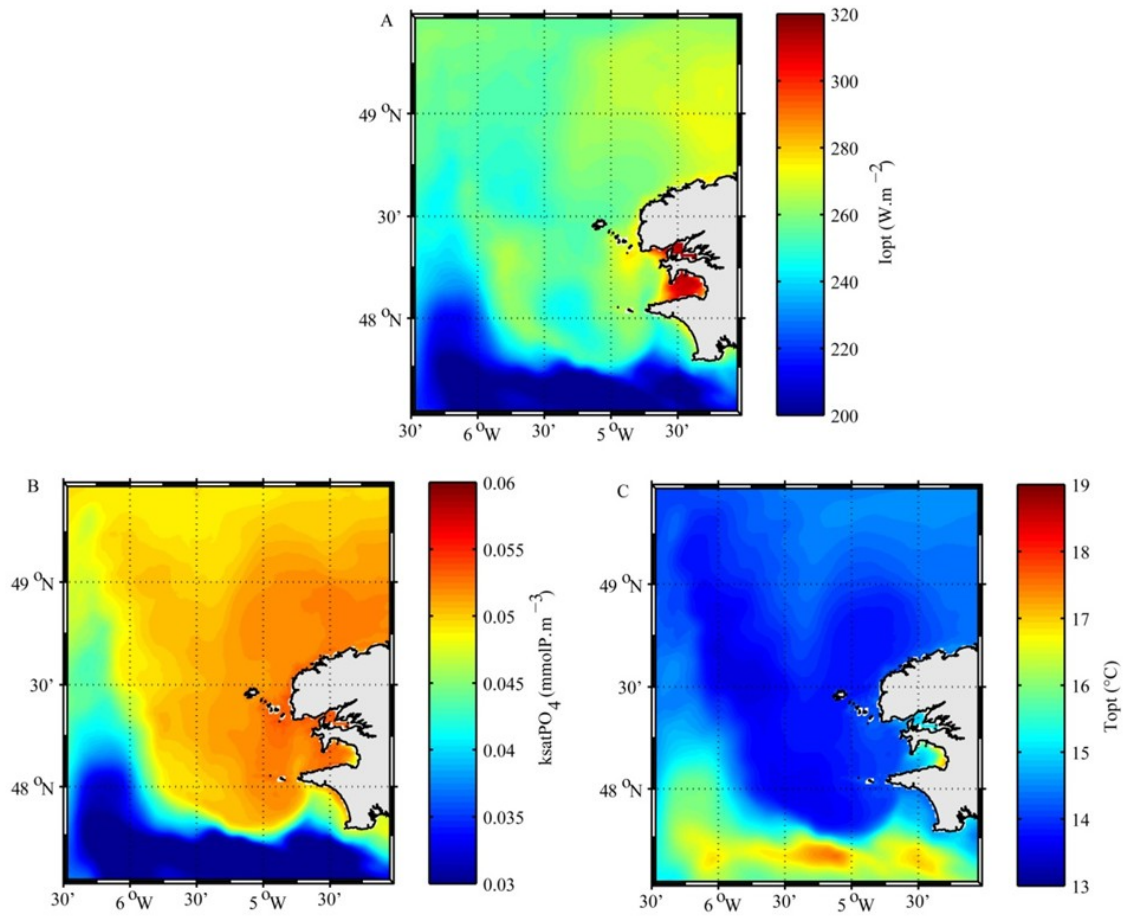 A
49 °N
30'
48 °N
30' 6 °W 30' 5 °W 30'
320
300
280
260
240
220
200
Iopt (W.m −2)
B
49 °N
30'
48 °N
30' 6 °W 30' 5 °W 30'
0.06
0.055
0.05
0.045
0.04
0.035
0.03
ksatPO4 (mmolP.m −3)
C
49 °N
30'
48 °N
30' 6 °W 30' 5 °W 30'
19
18
17
16
15
14
13
Topt (°C)